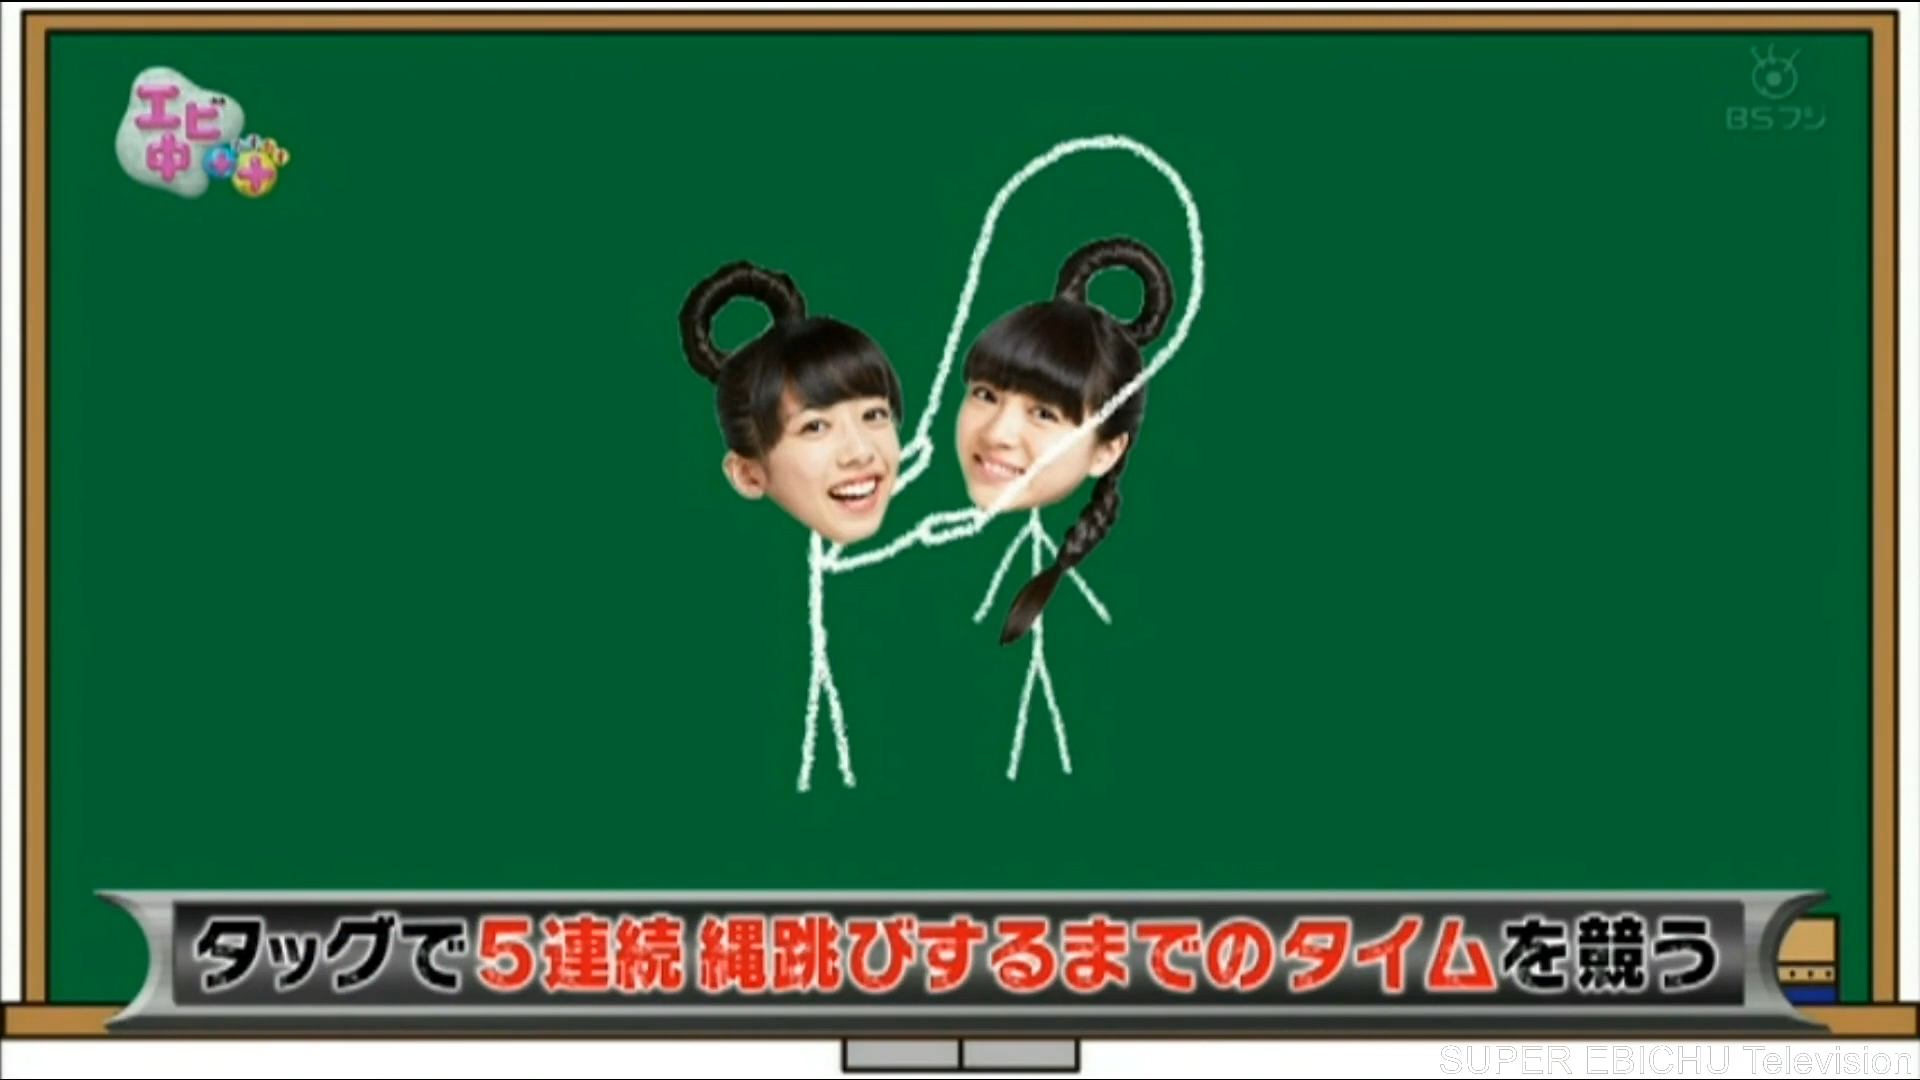 エビ中
++
BSフジ
タッグで5連続 縄跳びするまでのタイムを競う
SUPER EBICHU Television